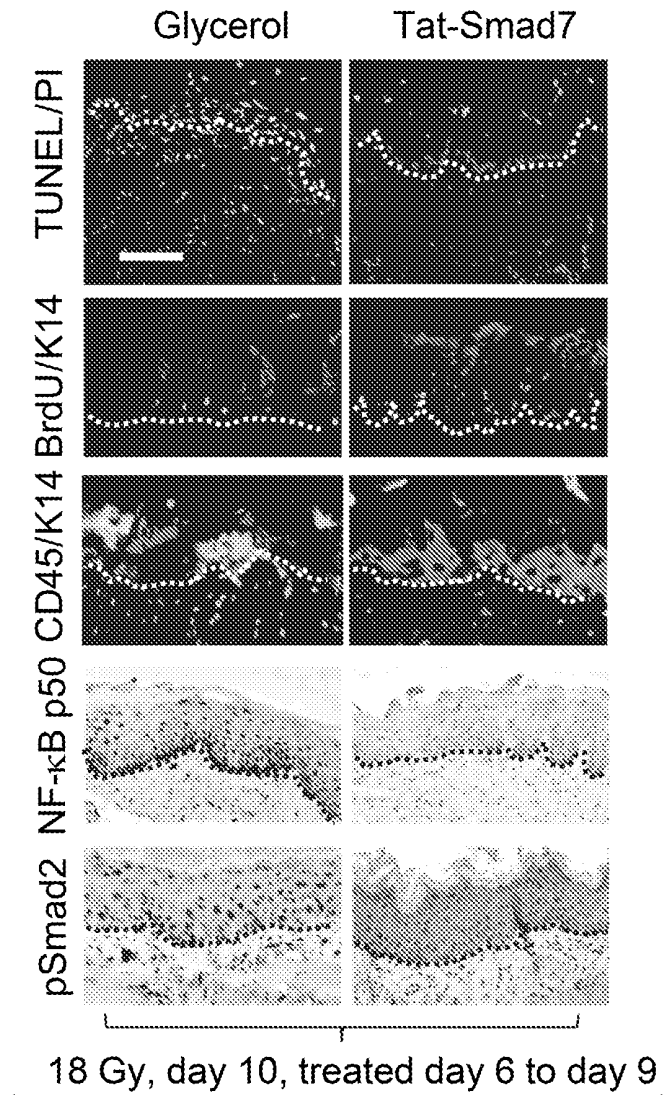 Glycerol Tat-Smad7
TUNEL/PI
BrdU/K14
CD45/K14
NF-κB p50
pSmad2
18 Gy, day 10, treated day 6 to day 9